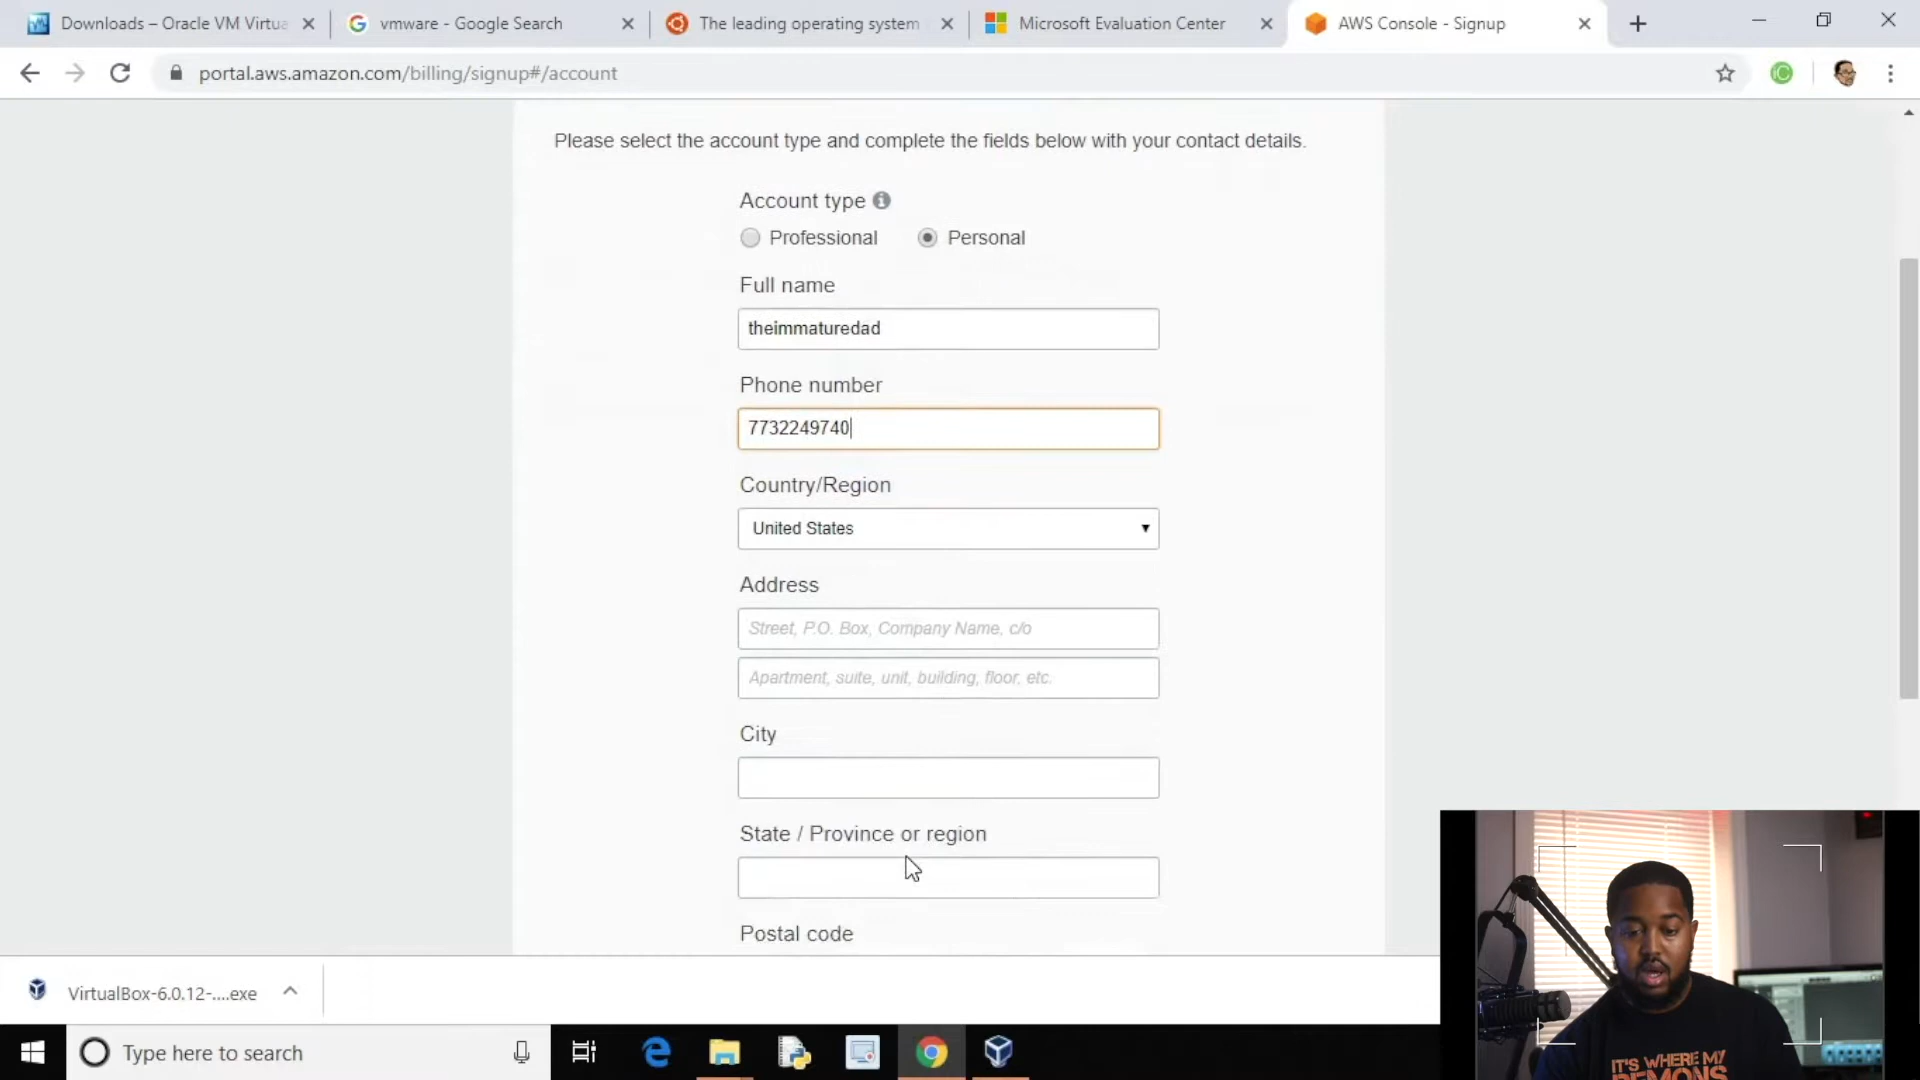 Downloads – Oracle VM Virtua
vmware - Google Search
The leading operating system
Microsoft Evaluation Center
AWS Console - Signup
portal.aws.amazon.com/billing/signup#/account
Please select the account type and complete the fields below with your contact details.
Account type
Professional
Personal
Full name
theimmaturedad
Phone number
7732249740
Country/Region
United States
Address
Street, P.O. Box, Company Name, c/o
Apartment, suite, unit, building, floor, etc.
City
State / Province or region
Postal code
VirtualBox-6.0.12-....exe
Type here to search
IT'S WHERE MY
DEMONS